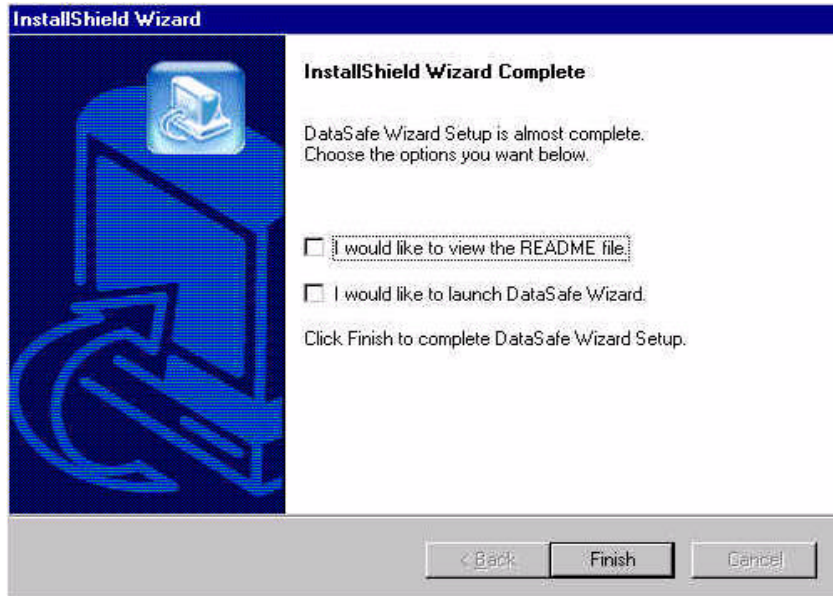 InstallShield Wizard
InstallShield Wizard Complete
DataSafe Wizard Setup is almost complete.
Choose the options you want below.
I would like to view the README file.
I would like to launch DataSafe Wizard.
Click Finish to complete DataSafe Wizard Setup.
< Back
Finish
Cancel